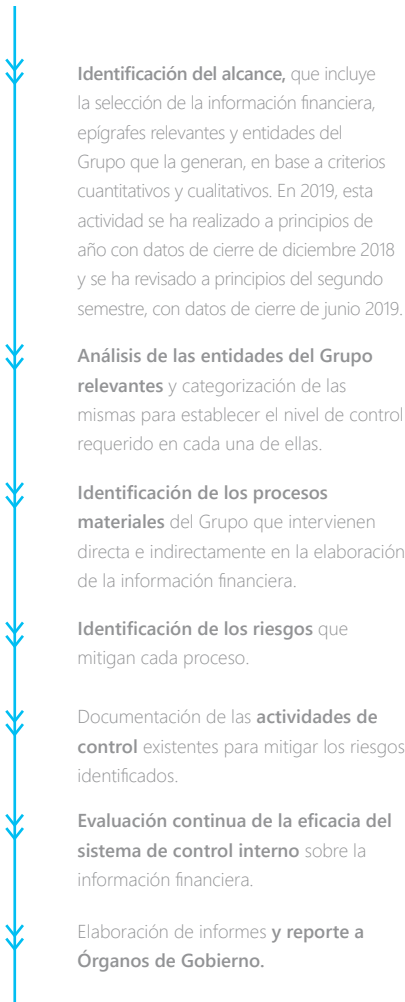 Identificación del alcance, que incluye
la selección de la información financiera,
epígrafes relevantes y entidades del
Grupo que la generan, en base a criterios
cuantitativos y cualitativos. En 2019, esta
actividad se ha realizado a principios de
año con datos de cierre de diciembre 2018
y se ha revisado a principios del segundo
semestre, con datos de cierre de junio 2019.
Análisis de las entidades del Grupo
relevantes y categorización de las
mismas para establecer el nivel de control
requerido en cada una de ellas.
Identificación de los procesos
materiales del Grupo que intervienen
directa e indirectamente en la elaboración
de la información financiera.
Identificación de los riesgos que
mitigan cada proceso.
Documentación de las actividades de
control existentes para mitigar los riesgos
identificados.
Evaluación continua de la eficacia del
sistema de control interno sobre la
información financiera.
Elaboración de informes y reporte a
Órganos de Gobierno.